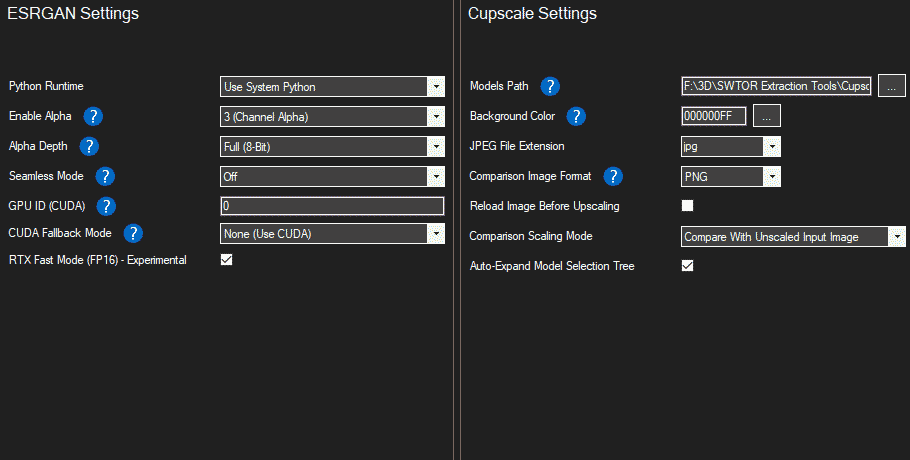 ESRGAN Settings
Python Runtime
Use System Python
Enable Alpha ?
3 (Channel Alpha)
Alpha Depth ?
Full (8-Bit)
Seamless Mode ?
Off
GPU ID (CUDA) ?
0
CUDA Fallback Mode ?
None (Use CUDA)
RTX Fast Mode (FP16) - Experimental
Cupscale Settings
Models Path ?
F:\3D\SWTOR Extraction Tools\Cupsc
...
Background Color ?
000000FF
...
JPEG File Extension
jpg
Comparison Image Format ?
PNG
Reload Image Before Upscaling
Comparison Scaling Mode
Compare With Unscaled Input Image
Auto-Expand Model Selection Tree